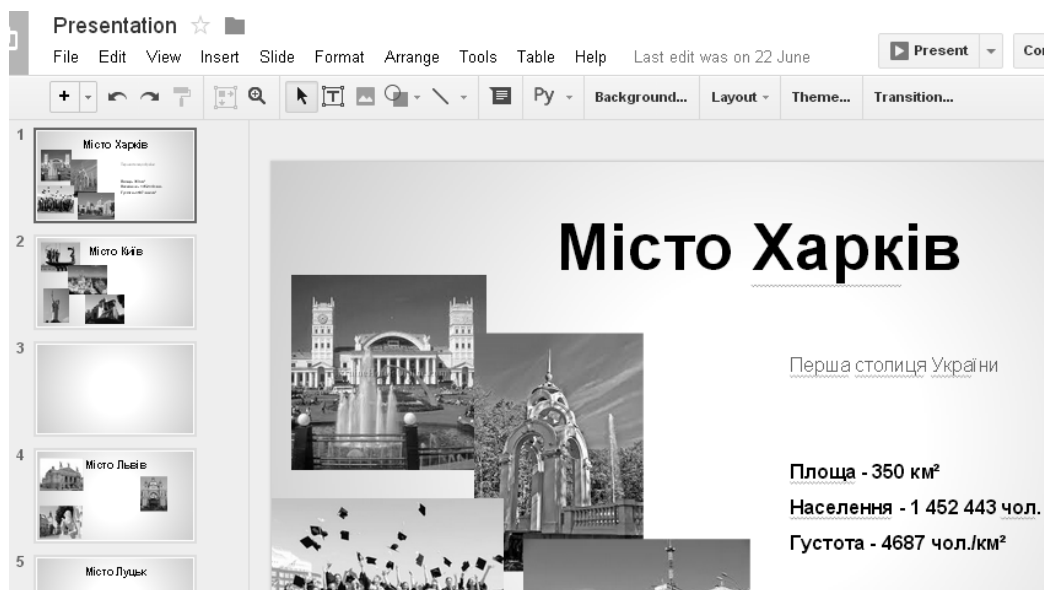 Presentation
File Edit View Insert Slide Format Arrange Tools Table Help Last edit was on 22 June
Present
Py Background... Layout Theme... Transition...
1
Місто Харків
2
Місто Київ
3
4
Місто Львів
5
Місто Луцьк
Місто Харків
Перша столиця України
Площа - 350 км²
Населення - 1 452 443 чол.
Густота - 4687 чол./км²